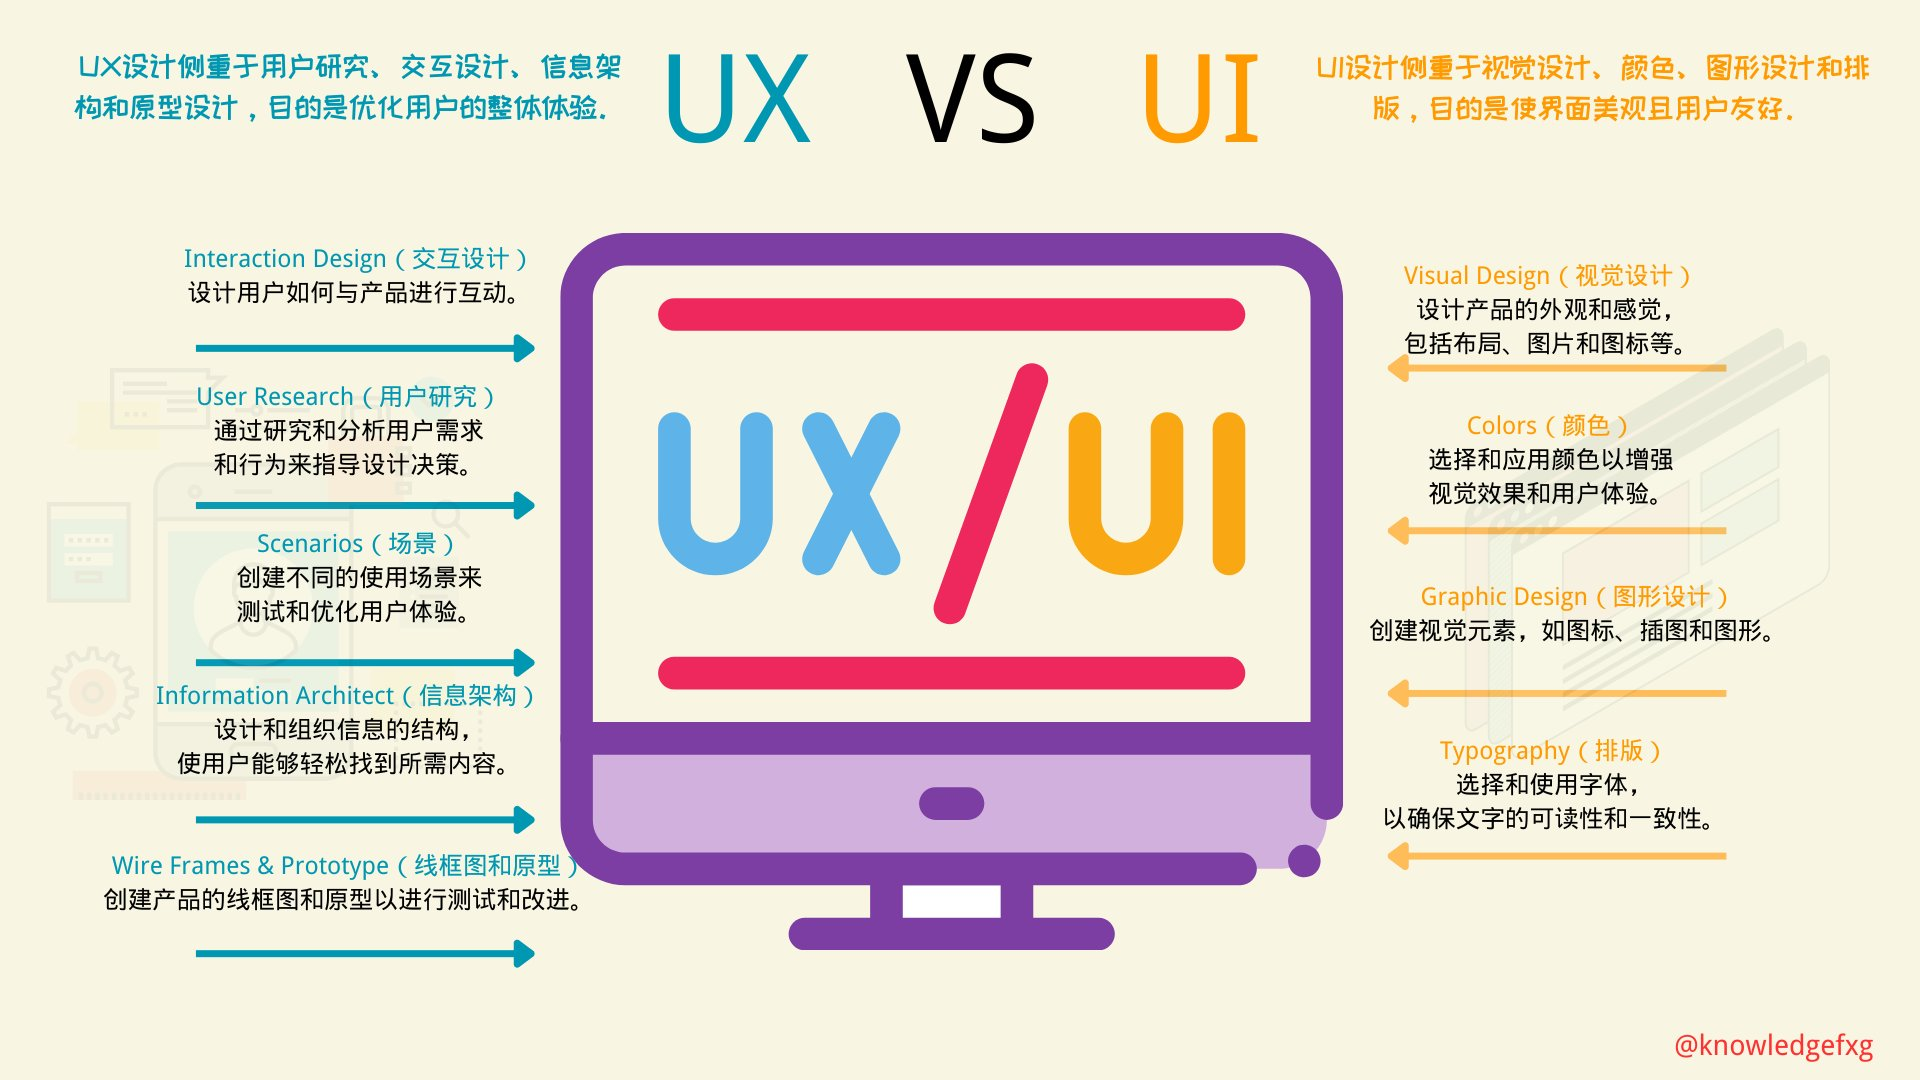 UX设计侧重于用户研究、交互设计、信息架
构和原型设计，目的是优化用户的整体体验.
UX VS UI
UI设计侧重于视觉设计、颜色、图形设计和排
版，目的是使界面美观且用户友好.
Interaction Design（交互设计）
设计用户如何与产品进行互动。
User Research（用户研究）
通过研究和分析用户需求
和行为来指导设计决策。
Scenarios（场景）
创建不同的使用场景来
测试和优化用户体验。
Information Architect（信息架构）
设计和组织信息的结构，
使用户能够轻松找到所需内容。
Wire Frames & Prototype（线框图和原型）
创建产品的线框图和原型以进行测试和改进。
UX/UI
Visual Design（视觉设计）
设计产品的外观和感觉，
包括布局、图片和图标等。
Colors（颜色）
选择和应用颜色以增强
视觉效果和用户体验。
Graphic Design（图形设计）
创建视觉元素，如图标、插图和图形。
Typography（排版）
选择和使用字体，
以确保文字的可读性和一致性。
@knowledgefxg